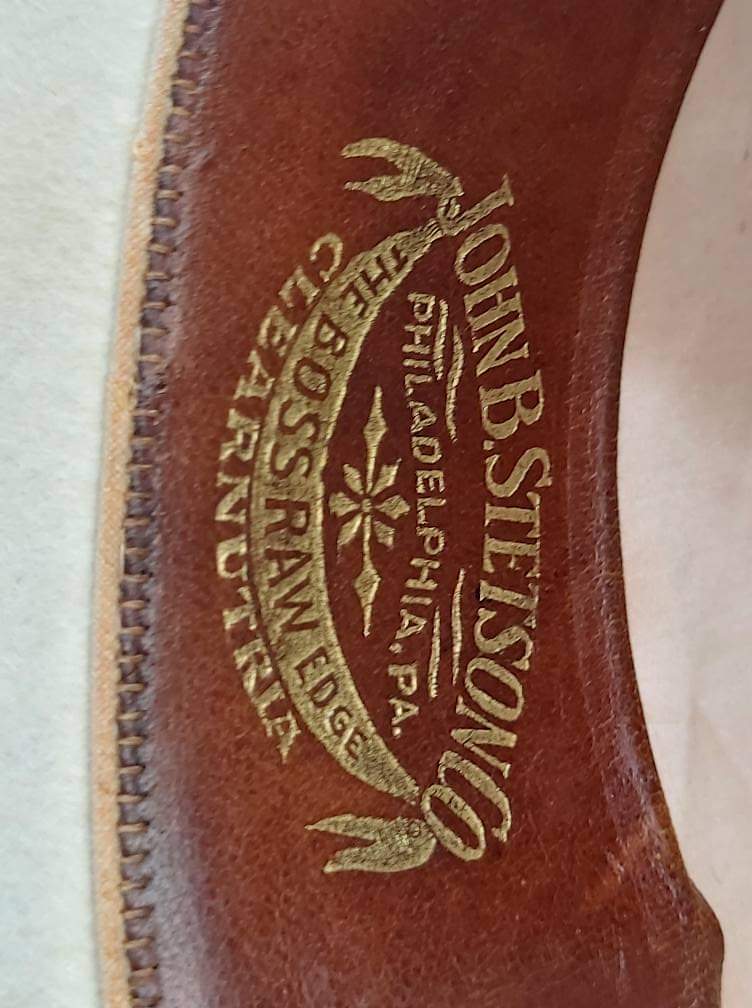 JOHN B. STETSON CO
PHILADELPHIA, PA.
THE BOSS RAW EDGE
CLEAR NUTRIA